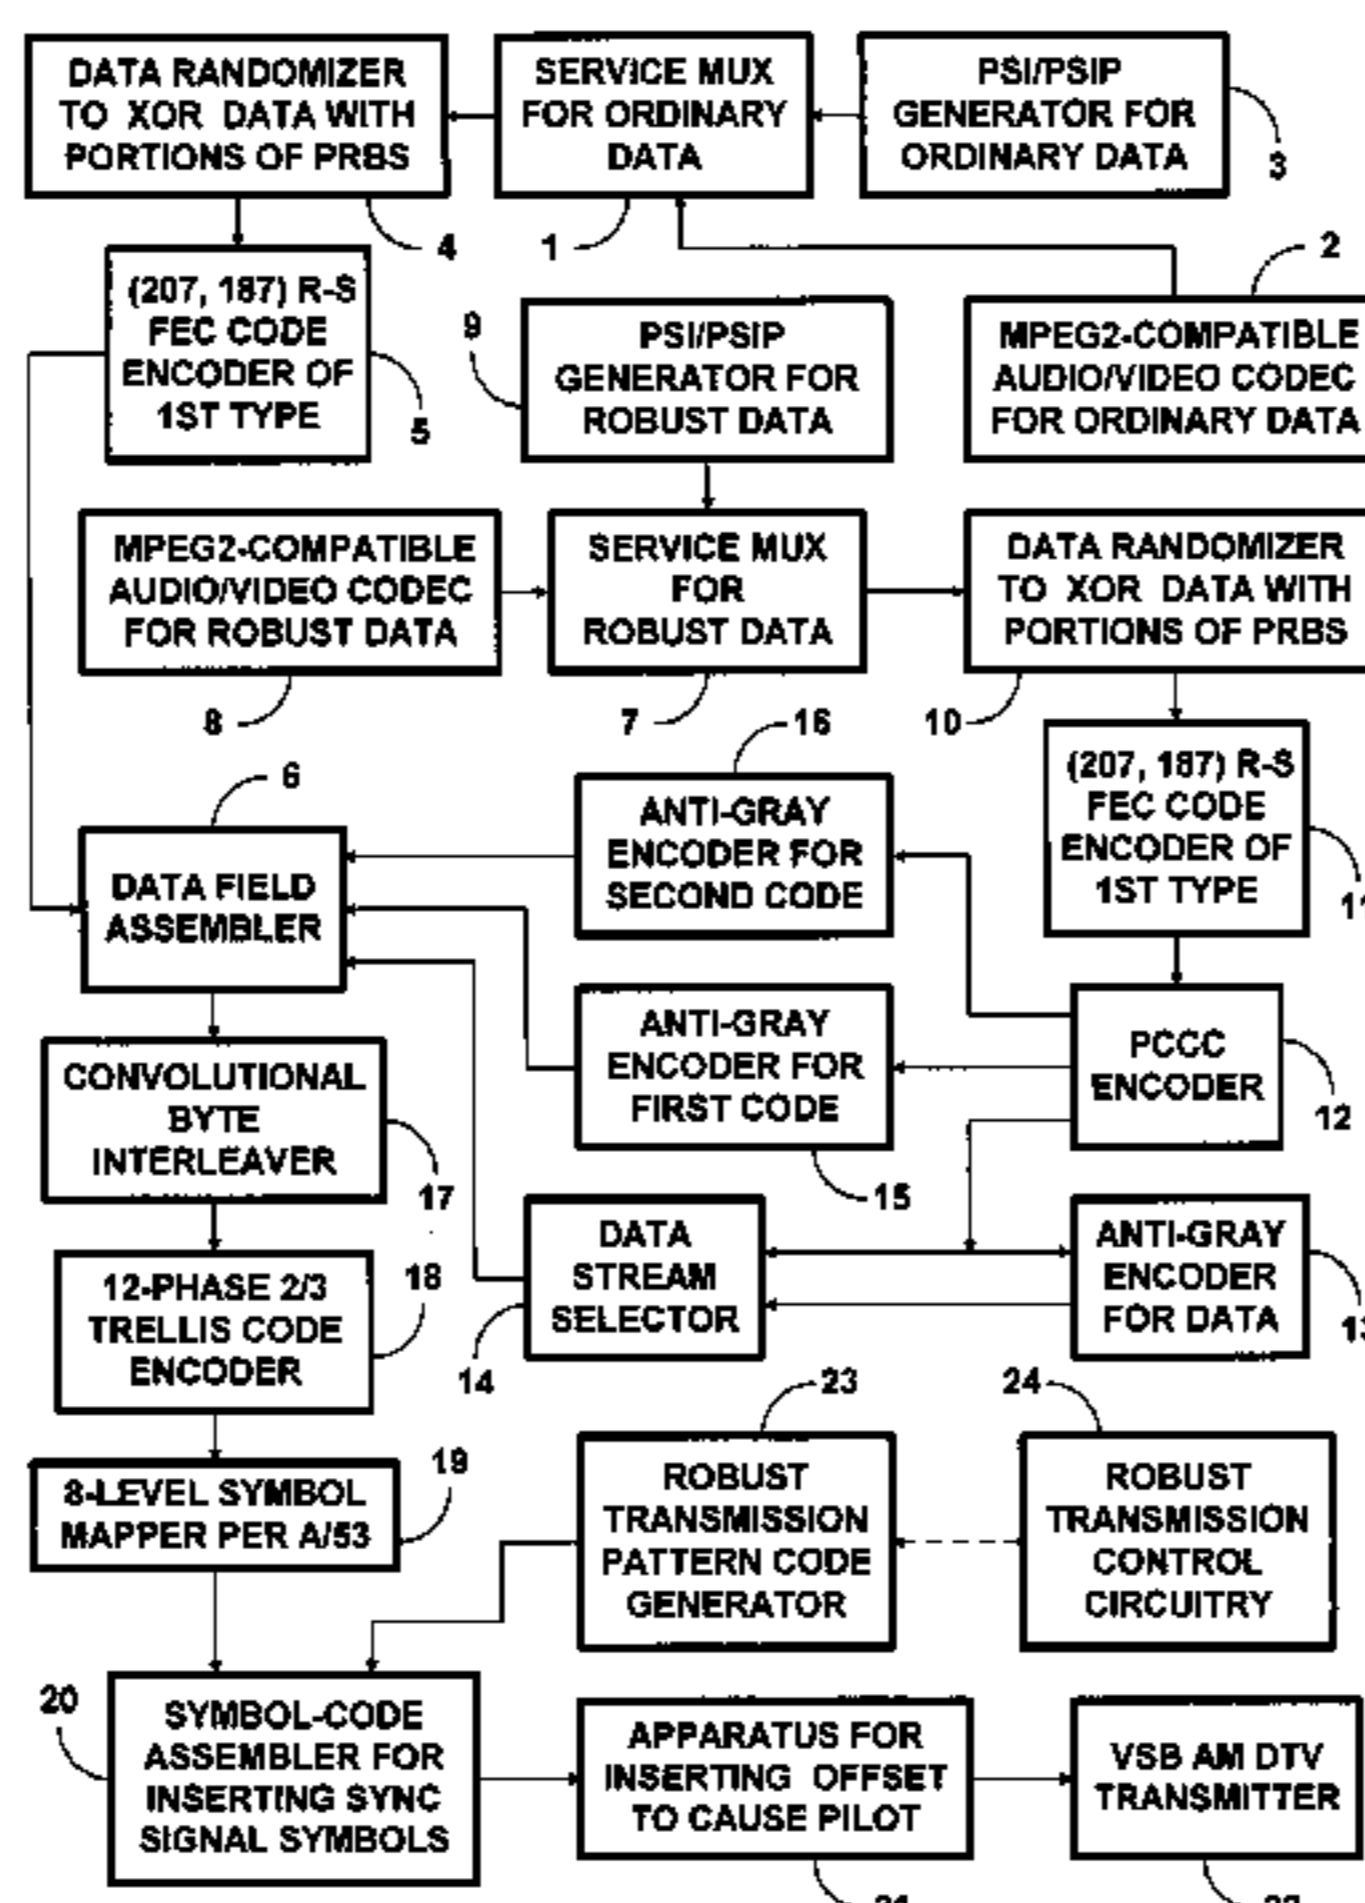 DATA RANDOMIZER
TO XOR DATA WITH
PORTIONS OF PRBS
SERVICE MUX
FOR ORDINARY
DATA
PSI/PSIP
GENERATOR FOR
ORDINARY DATA
3
4
1
2
(207, 187) R-S
FEC CODE
ENCODER OF
1ST TYPE
5
9
PSI/PSIP
GENERATOR FOR
ROBUST DATA
MPEG2-COMPATIBLE
AUDIO/VIDEO CODEC
FOR ORDINARY DATA
MPEG2-COMPATIBLE
AUDIO/VIDEO CODEC
FOR ROBUST DATA
SERVICE MUX
FOR
ROBUST DATA
DATA RANDOMIZER
TO XOR DATA WITH
PORTIONS OF PRBS
8
7
16
10
6
ANTI-GRAY
ENCODER FOR
SECOND CODE
(207, 187) R-S
FEC CODE
ENCODER OF
1ST TYPE
DATA FIELD
ASSEMBLER
ANTI-GRAY
ENCODER FOR
FIRST CODE
PCCC
ENCODER
12
CONVOLUTIONAL
BYTE
INTERLEAVER
17
15
DATA
STREAM
SELECTOR
ANTI-GRAY
ENCODER
FOR DATA
12-PHASE 2/3
TRELLIS CODE
ENCODER
18
14
23
24
8-LEVEL SYMBOL
MAPPER PER A/53
19
ROBUST
TRANSMISSION
PATTERN CODE
GENERATOR
ROBUST
TRANSMISSION
CONTROL
CIRCUITRY
20
SYMBOL-CODE
ASSEMBLER FOR
INSERTING SYNC
SIGNAL SYMBOLS
APPARATUS FOR
INSERTING OFFSET
TO CAUSE PILOT
VSB AM DTV
TRANSMITTER